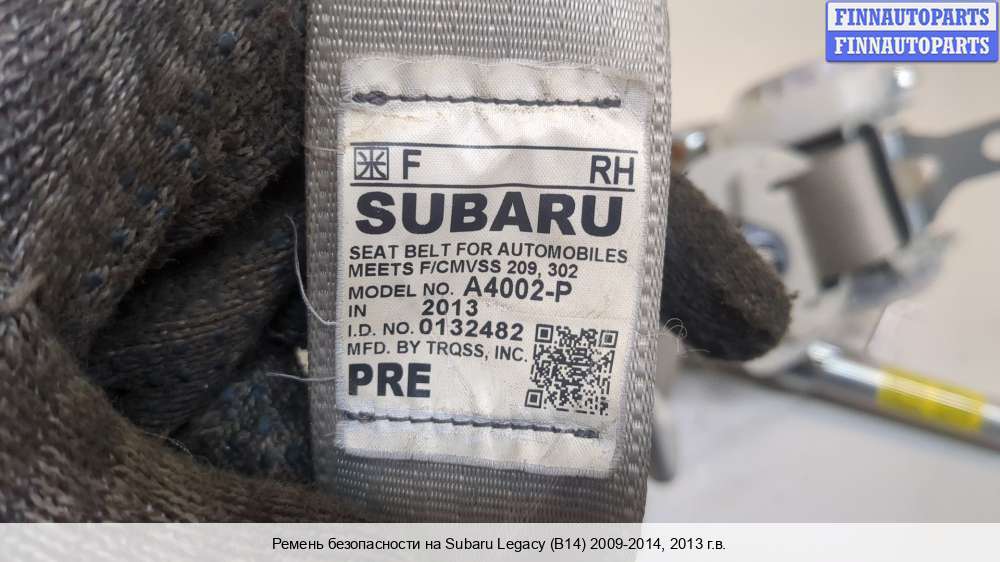 FINNAUTOPARTS
FINNAUTOPARTS
F RH
SUBARU
SEAT BELT FOR AUTOMOBILES
MEETS F/CMVSS 209, 302
MODEL NO. A4002-P
IN 2013
I.D. NO. 0132482
MFD. BY TRQSS, INC.
PRE
Ремень безопасности на Subaru Legacy (B14) 2009-2014, 2013 г.в.